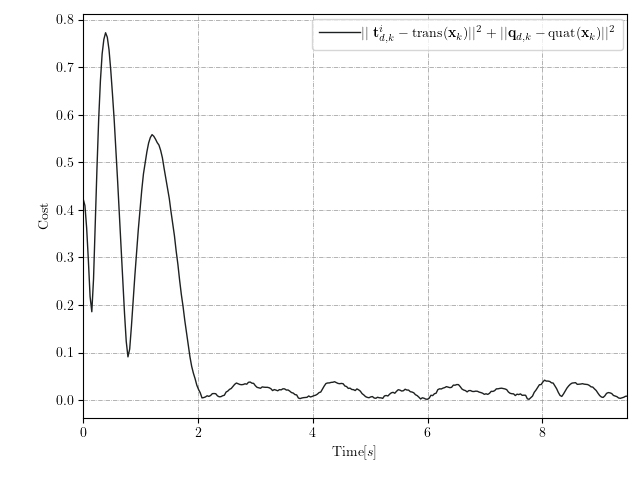 || t^i_{d,k} − trans(x_k)||² + ||q_{d,k} − quat(x_k)||²
0.8
0.7
0.6
0.5
0.4
0.3
0.2
0.1
0.0
Cost
0 2 4 6 8
Time[s]